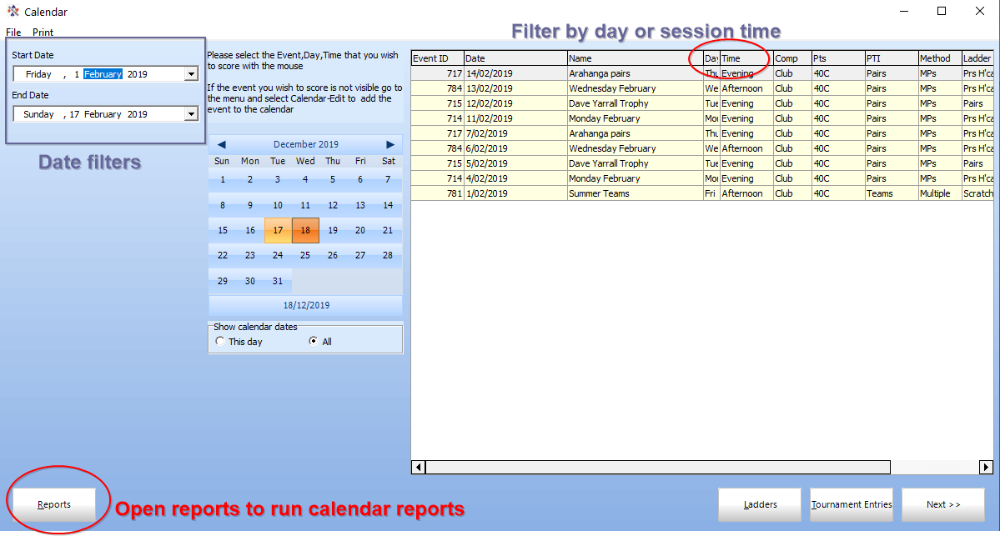 Calendar
File Print
Filter by day or session time
Start Date
Friday , 1 February 2019
End Date
Sunday , 17 February 2019
Date filters
Please select the Event,Day,Time that you wish
to score with the mouse
If the event you wish to score is not visible go to
the menu and select Calendar-Edit to add the
event to the calendar
December 2019
Sun Mon Tue Wed Thu Fri Sat
1 2 3 4 5 6 7
8 9 10 11 12 13 14
15 16 17 18 19 20 21
22 23 24 25 26 27 28
29 30 31
18/12/2019
Show calendar dates
This day All
Event ID Date Name Day Time Comp Pts PTI Method Ladder
717 14/02/2019 Arahanga pairs Thu Evening Club 40C Pairs MPs Prs H'ca
784 13/02/2019 Wednesday February We Afternoon Club 40C Pairs MPs Prs H'ca
715 12/02/2019 Dave Yarrall Trophy Tue Evening Club 40C Pairs MPs Pairs
714 11/02/2019 Monday February Mo Evening Club 40C Pairs MPs Prs H'ca
717 7/02/2019 Arahanga pairs Thu Evening Club 40C Pairs MPs Prs H'ca
784 6/02/2019 Wednesday February We Afternoon Club 40C Pairs MPs Prs H'ca
715 5/02/2019 Dave Yarrall Trophy Tue Evening Club 40C Pairs MPs Pairs
714 4/02/2019 Monday February Mo Evening Club 40C Pairs MPs Prs H'ca
781 1/02/2019 Summer Teams Fri Afternoon Club 40C Teams Multiple Scratch
Reports
Open reports to run calendar reports
Ladders
Tournament Entries
Next >>